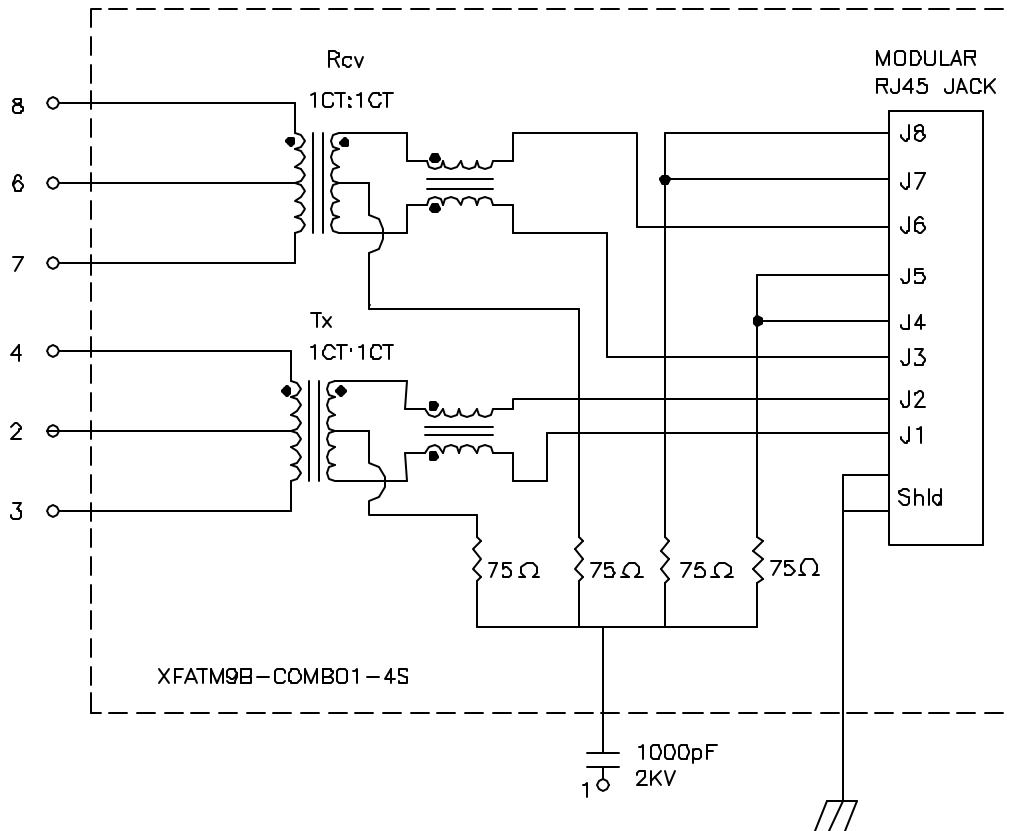 Rcv
MODULAR
RJ45 JACK
1CT:1CT
8
J8
6
J7
J6
7
J5
Tx
J4
4
1CT:1CT
J3
J2
2
J1
Shld
3
75Ω
75Ω
75Ω
75Ω
XFATM9B-COMBO1-4S
1000pF
2KV
1